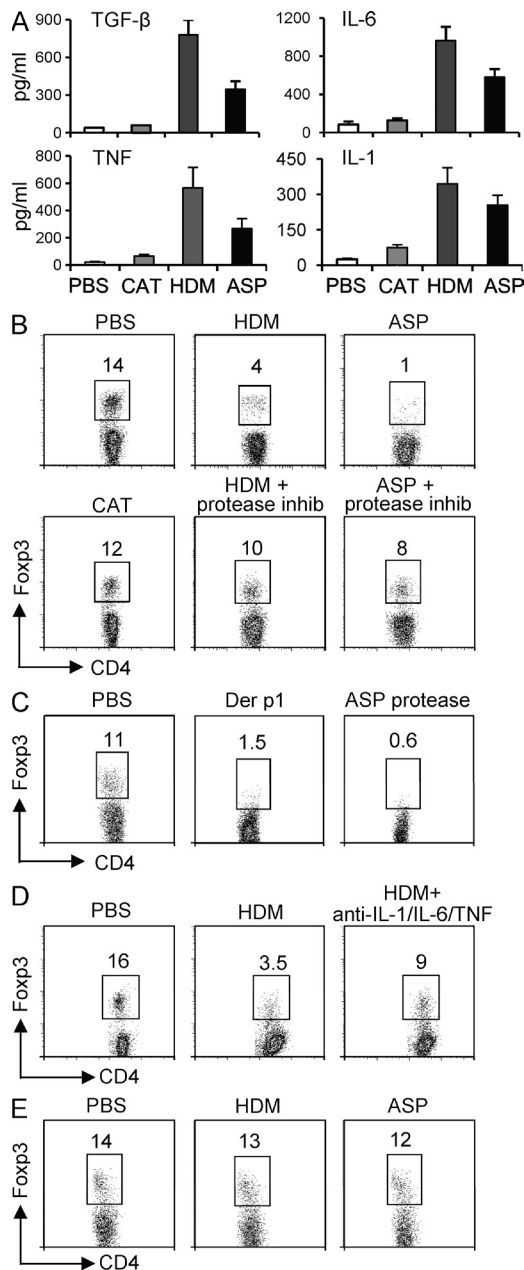 A
TGF-β
IL-6
pg/ml
900
600
300
0
1200
800
400
0
TNF
IL-1
pg/ml
800
600
400
200
0
450
300
150
0
PBS CAT HDM ASP
PBS CAT HDM ASP
B
PBS
HDM
ASP
14
4
1
CAT
HDM +
protease inhib
ASP +
protease inhib
12
10
8
Foxp3
CD4
C
PBS
Der p1
ASP protease
11
1.5
0.6
Foxp3
CD4
D
PBS
HDM
HDM+
anti-IL-1/IL-6/TNF
16
3.5
9
Foxp3
CD4
E
PBS
HDM
ASP
14
13
12
Foxp3
CD4